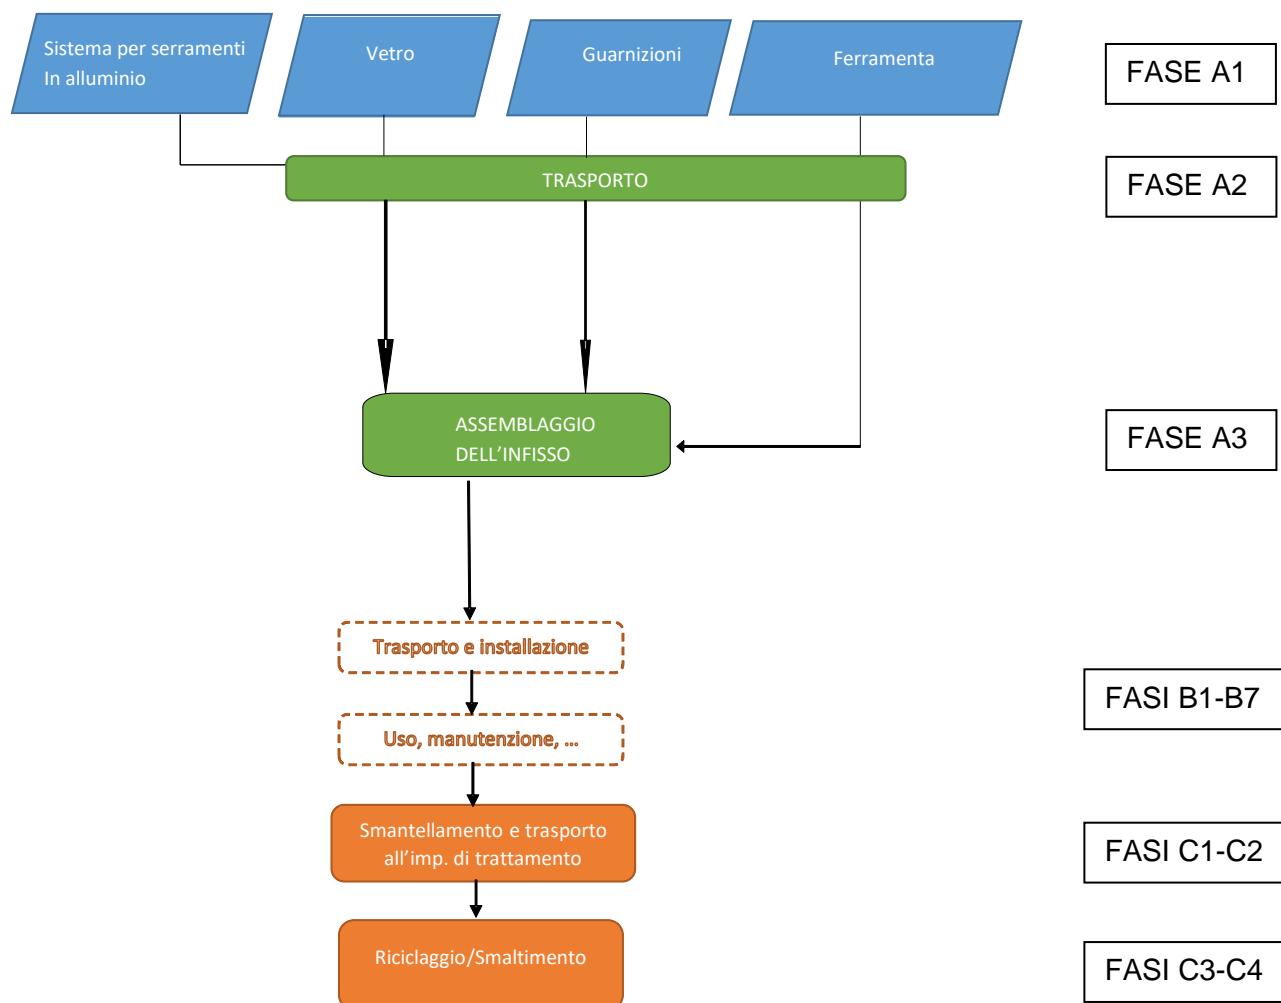 Sistema per serramenti
In alluminio
Vetro
Guarnizioni
Ferramenta
FASE A1
TRASPORTO
FASE A2
ASSEMBLAGGIO
DELL'INFISSO
FASE A3
Trasporto e installazione
FASI B1-B7
Uso, manutenzione, ...
Smantellamento e trasporto
all'imp. di trattamento
FASI C1-C2
Riciclaggio/Smaltimento
FASI C3-C4